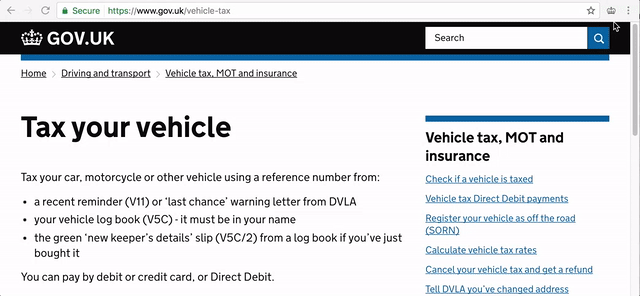 Secure https://www.gov.uk/vehicle-tax
GOV.UK
Search
Home Driving and transport Vehicle tax, MOT and insurance
Tax your vehicle
Tax your car, motorcycle or other vehicle using a reference number from:
• a recent reminder (V11) or ‘last chance’ warning letter from DVLA
• your vehicle log book (V5C) - it must be in your name
• the green ‘new keeper’s details’ slip (V5C/2) from a log book if you’ve just
bought it
You can pay by debit or credit card, or Direct Debit.
Vehicle tax, MOT and
insurance
Check if a vehicle is taxed
Vehicle tax Direct Debit payments
Register your vehicle as off the road
(SORN)
Calculate vehicle tax rates
Cancel your vehicle tax and get a refund
Tell DVLA you’ve changed address